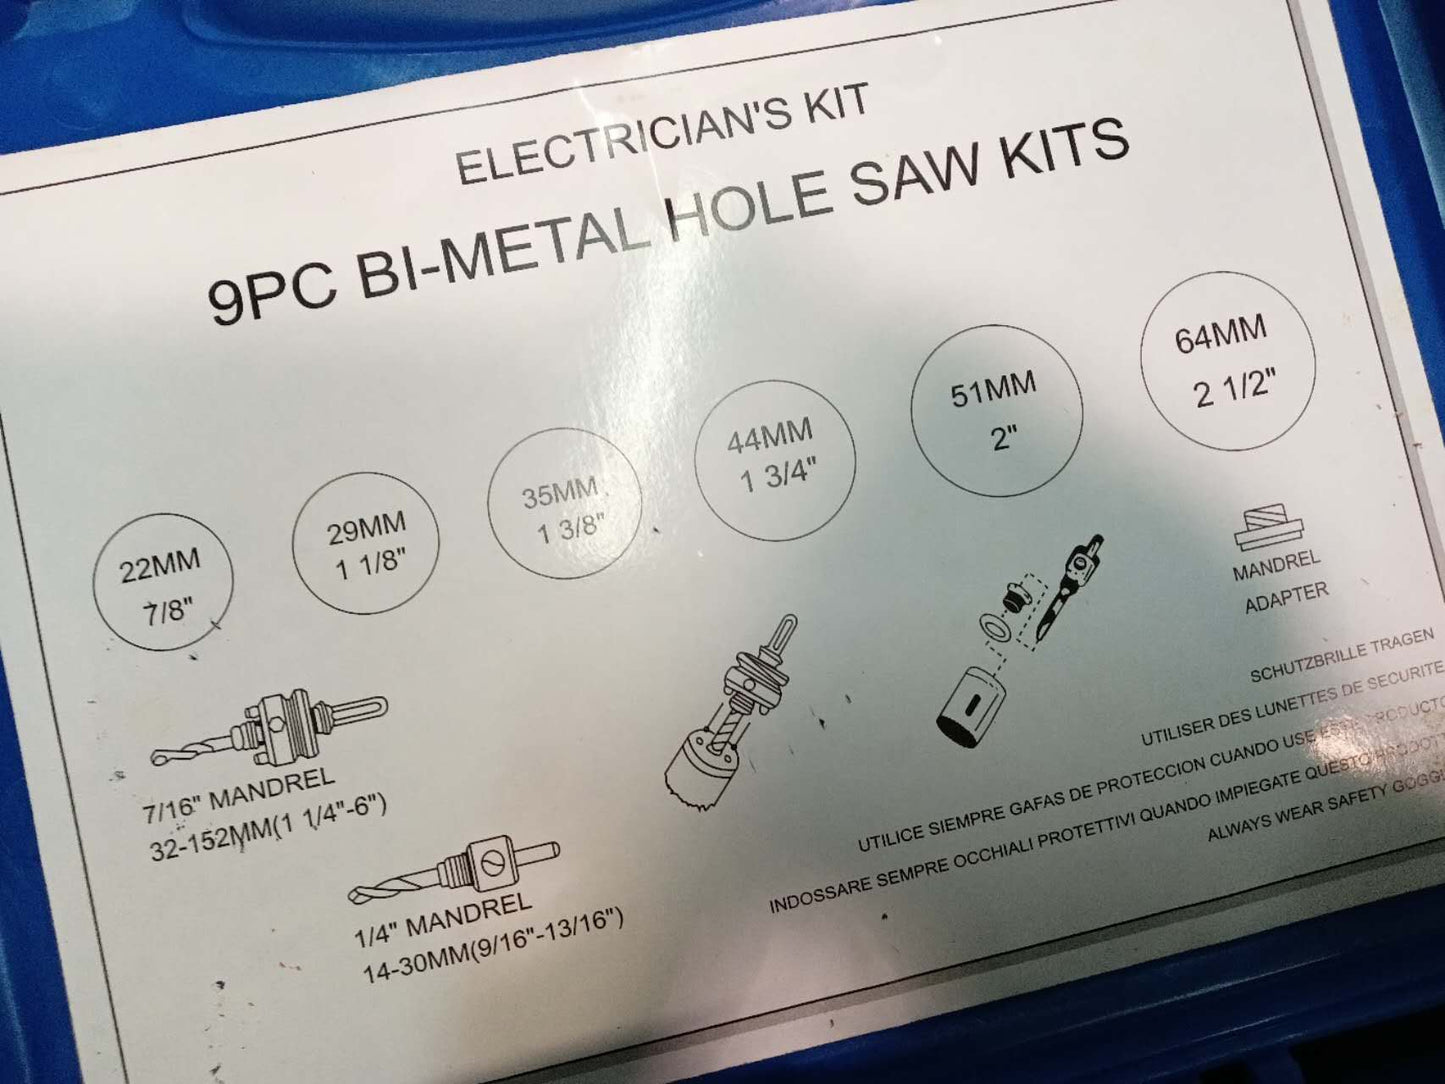 ELECTRICIAN'S KIT
9PC BI-METAL HOLE SAW KITS
22MM
7/8"
29MM
1 1/8"
35MM
1 3/8"
44MM
1 3/4"
51MM
2"
64MM
2 1/2"
7/16" MANDREL
32-152MM(1 1/4"-6")
1/4" MANDREL
14-30MM(9/16"-13/16")
MANDREL
ADAPTER
SCHUTZBRILLE TRAGEN
UTILISER DES LUNETTES DE SECURITE
UTILICE SIEMPRE GAFAS DE PROTECCION CUANDO USE ESTE PRODUCTO
INDOSSARE SEMPRE OCCHIALI PROTETTIVI QUANDO IMPIEGATE QUESTO
ALWAYS WEAR SAFETY